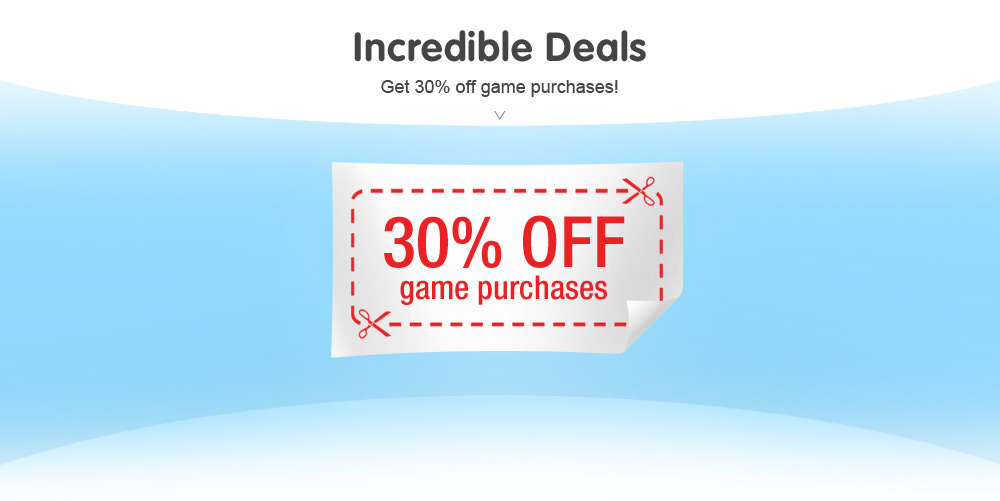 Incredible Deals
Get 30% off game purchases!
30% OFF
game purchases